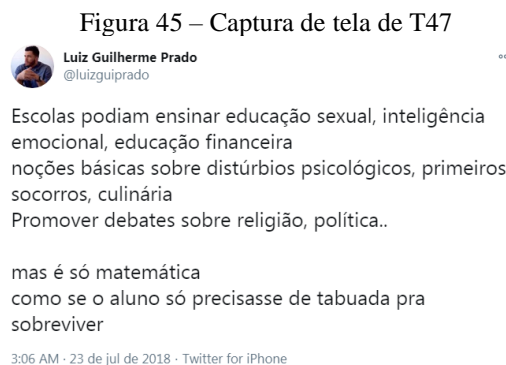 Figura 45 – Captura de tela de T47
Luiz Guilherme Prado
@luizguiprado
Escolas podiam ensinar educação sexual, inteligência
emocional, educação financeira
noções básicas sobre distúrbios psicológicos, primeiros
socorros, culinária
Promover debates sobre religião, política..
mas é só matemática
como se o aluno só precisasse de tabuada pra
sobreviver
3:06 AM · 23 de jul de 2018 · Twitter for iPhone